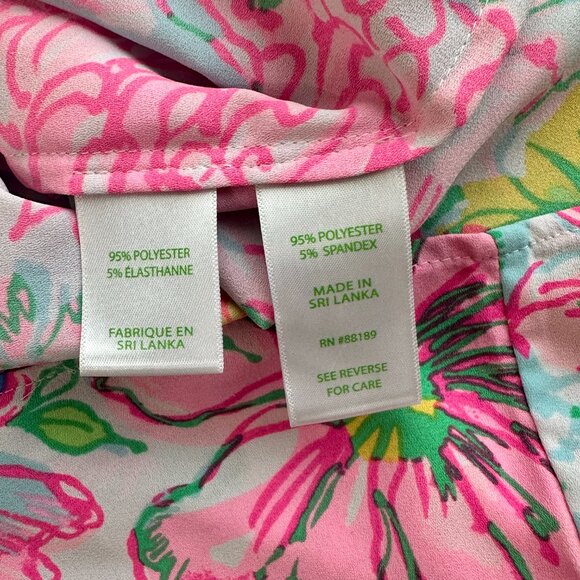 95% POLYESTER
5% ÉLASTHANNE
FABRIQUE EN
SRI LANKA
95% POLYESTER
5% SPANDEX
MADE IN
SRI LANKA
RN #88189
SEE REVERSE
FOR CARE